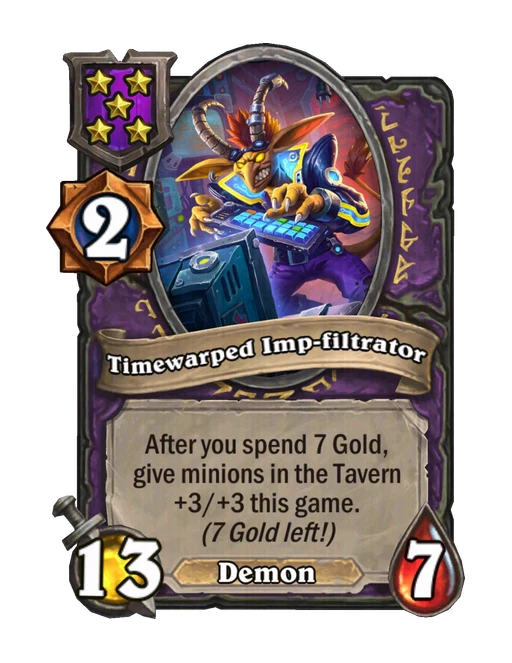 2
Timewarped Imp-filtrator
After you spend 7 Gold,
give minions in the Tavern
+3/+3 this game.
(7 Gold left!)
13
Demon
7